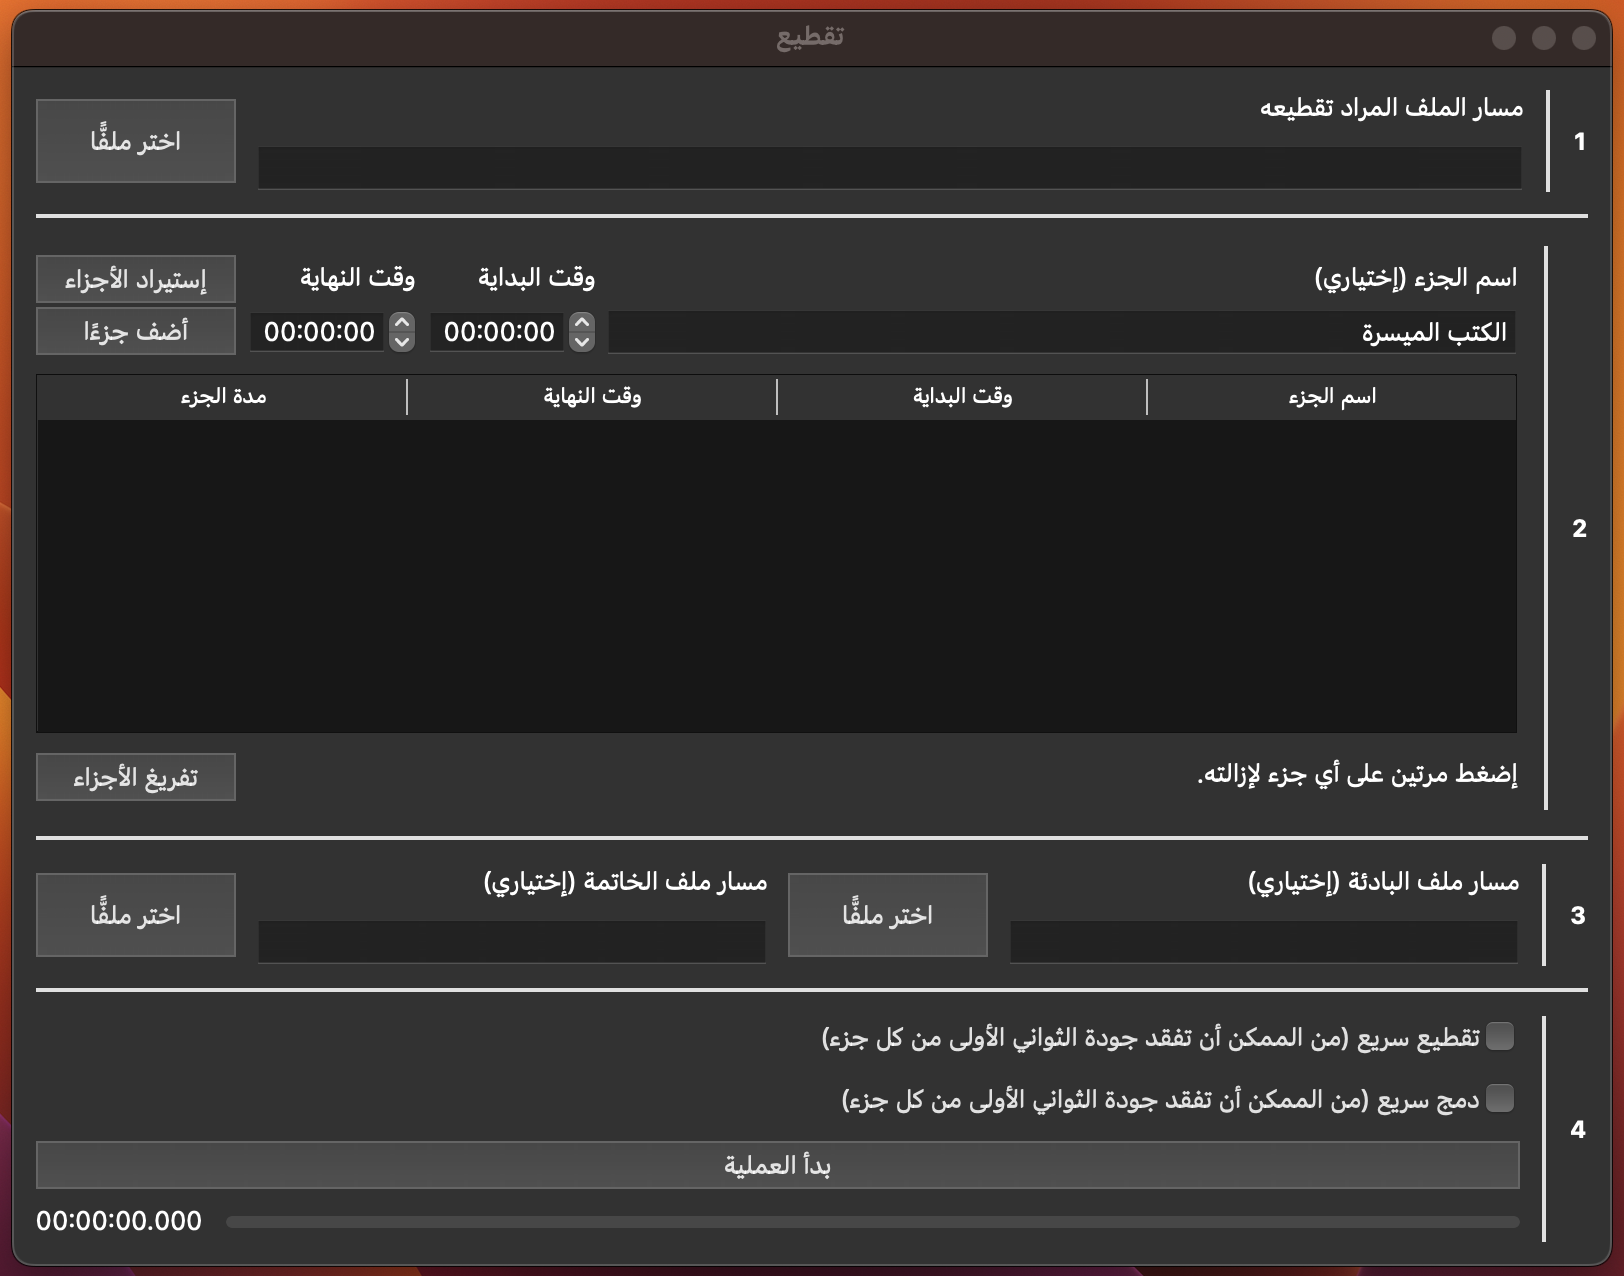 تقطيع
1
مسار الملف المراد تقطيعه
اختر ملفًّا
2
اسم الجزء (إختياري)
وقت البداية
وقت النهاية
إستيراد الأجزاء
الكتب الميسرة
00:00:00
00:00:00
أضف جزءًا
اسم الجزء
وقت البداية
وقت النهاية
مدة الجزء
إضغط مرتين على أي جزء لإزالته.
تفريغ الأجزاء
3
مسار ملف البادئة (إختياري)
اختر ملفًّا
مسار ملف الخاتمة (إختياري)
اختر ملفًّا
4
تقطيع سريع (من الممكن أن تفقد جودة الثواني الأولى من كل جزء)
دمج سريع (من الممكن أن تفقد جودة الثواني الأولى من كل جزء)
بدأ العملية
00:00:00.000